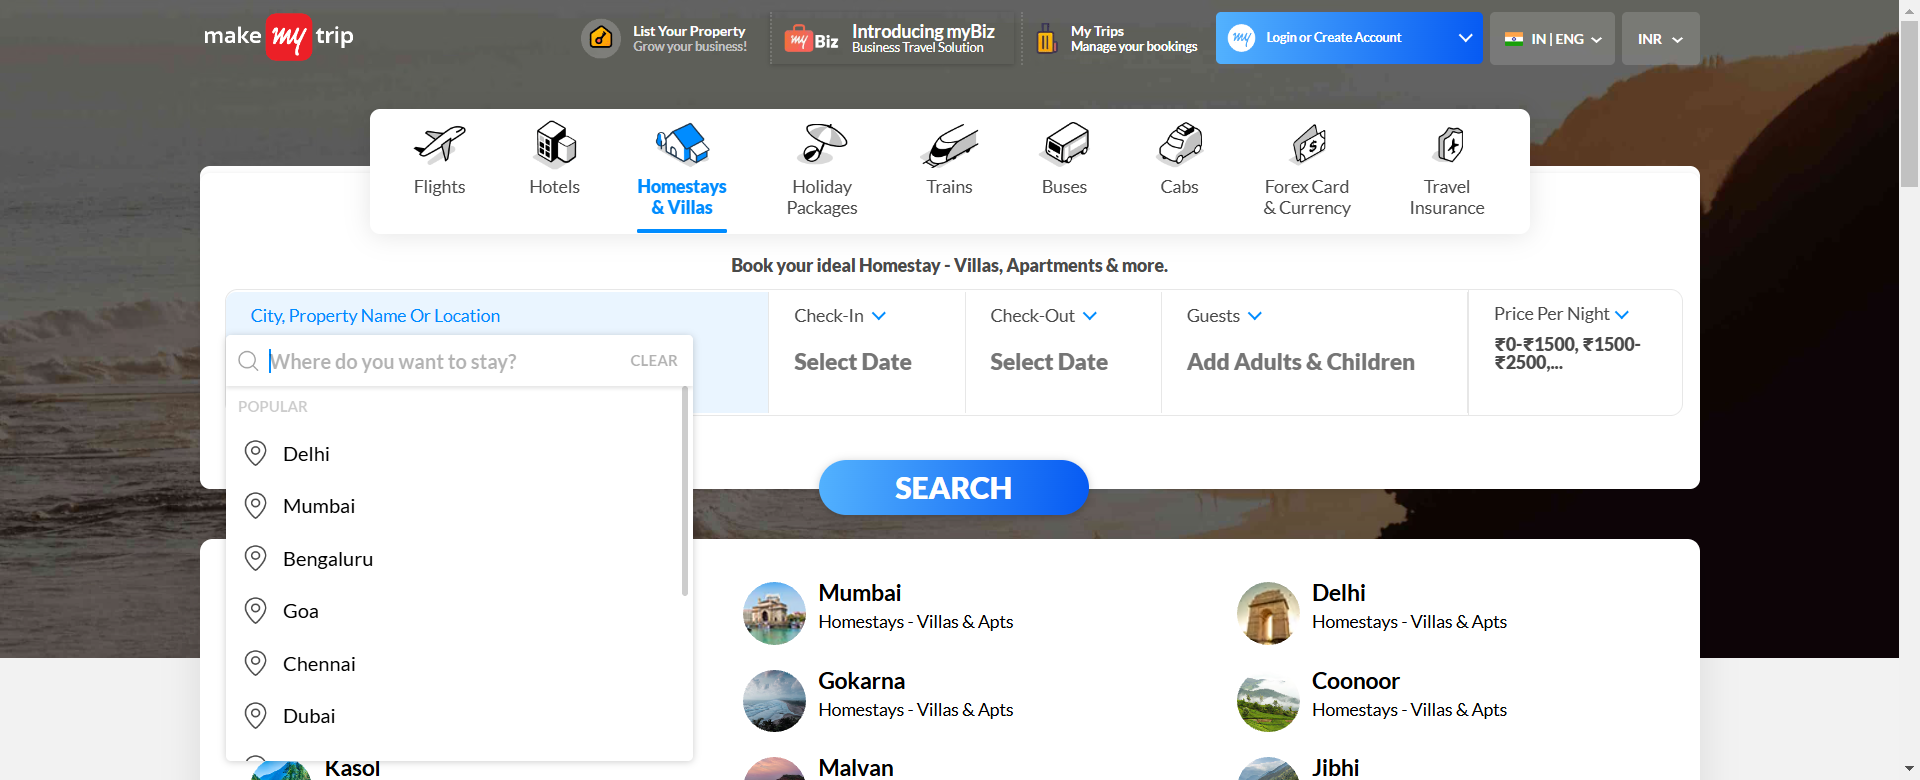 make my trip
List Your Property
Grow your business!
my Biz
Introducing myBiz
Business Travel Solution
My Trips
Manage your bookings
my Login or Create Account
IN | ENG
INR
Flights
Hotels
Homestays
& Villas
Holiday
Packages
Trains
Buses
Cabs
Forex Card
& Currency
Travel
Insurance
Book your ideal Homestay - Villas, Apartments & more.
City, Property Name Or Location
Where do you want to stay?
CLEAR
Check-In
Select Date
Check-Out
Select Date
Guests
Add Adults & Children
Price Per Night
₹0-₹1500, ₹1500-
₹2500,...
POPULAR
Delhi
Mumbai
Bengaluru
Goa
Chennai
Dubai
SEARCH
Mumbai
Homestays - Villas & Apts
Delhi
Homestays - Villas & Apts
Gokarna
Homestays - Villas & Apts
Coonoor
Homestays - Villas & Apts
Kasol
Malvan
Jibhi